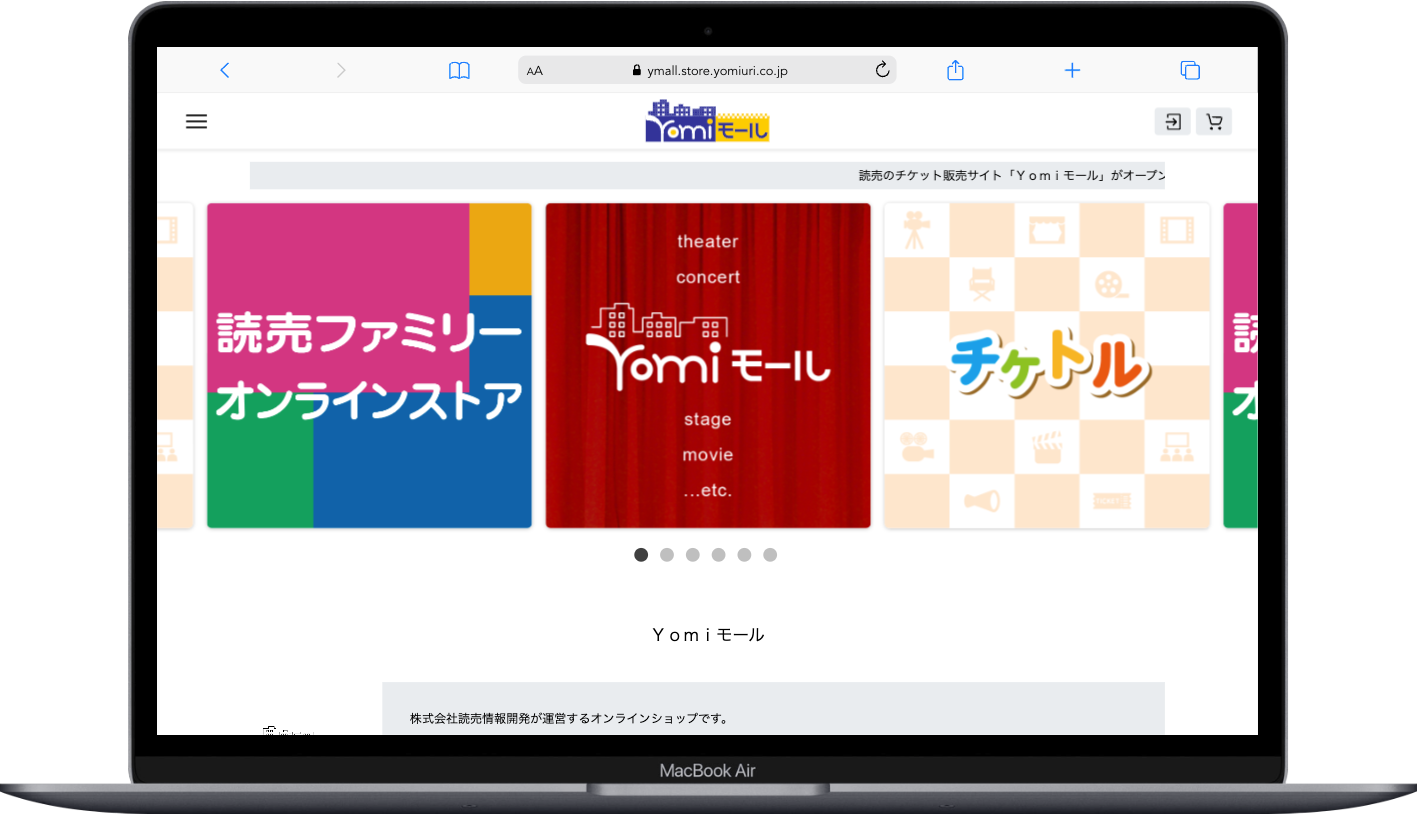 AA
ymall.store.yomiuri.co.jp
Yomiモール
読売のチケット販売サイト「Ｙｏｍｉモール」がオープン
読売ファミリー
オンラインストア
theater
concert
Yomiモール
stage
movie
...etc.
チケトル
TICKET
読
オ
Ｙｏｍｉモール
株式会社読売情報開発が運営するオンラインショップです。
MacBook Air